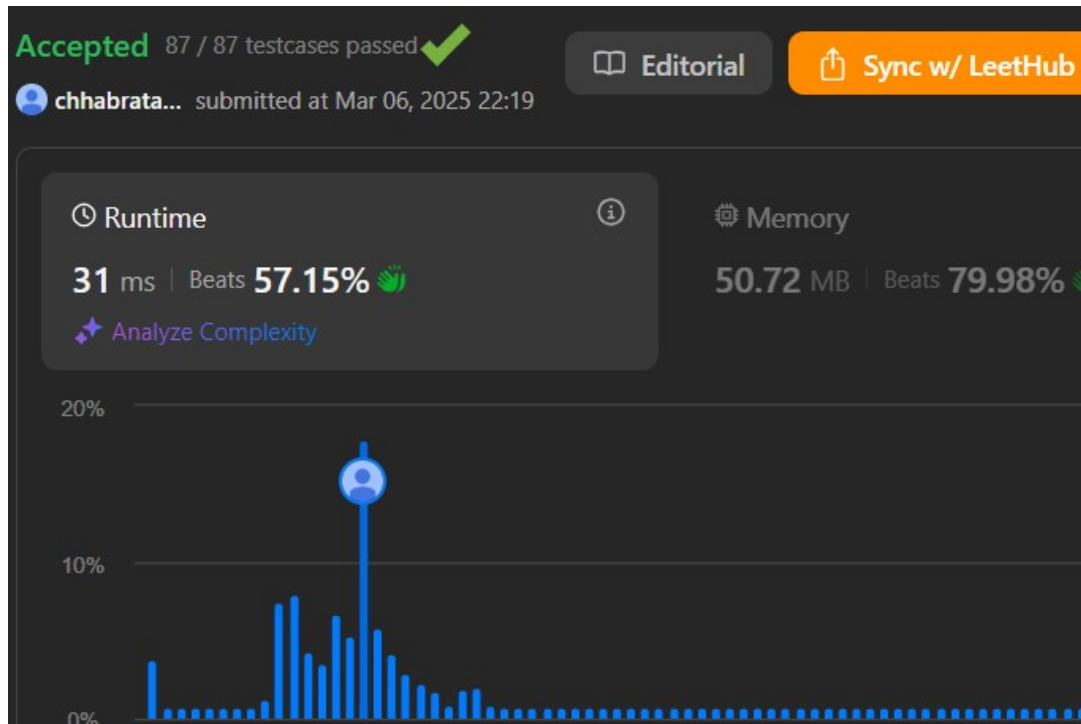 Accepted 87 / 87 testcases passed
Editorial
Sync w/ LeetHub
chhabrata... submitted at Mar 06, 2025 22:19
Runtime
Memory
31 ms | Beats 57.15%
50.72 MB | Beats 79.98%
Analyze Complexity
20%
10%
0%